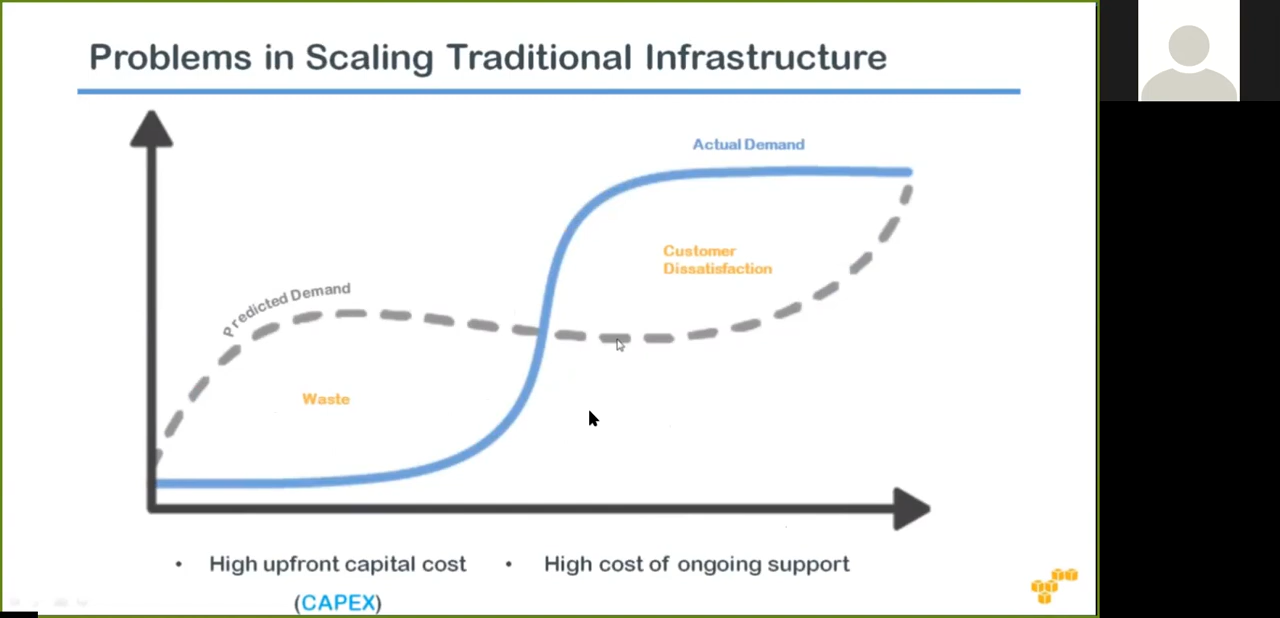 Problems in Scaling Traditional Infrastructure
Actual Demand
Customer
Dissatisfaction
Predicted Demand
Waste
• High upfront capital cost
(CAPEX)
• High cost of ongoing support